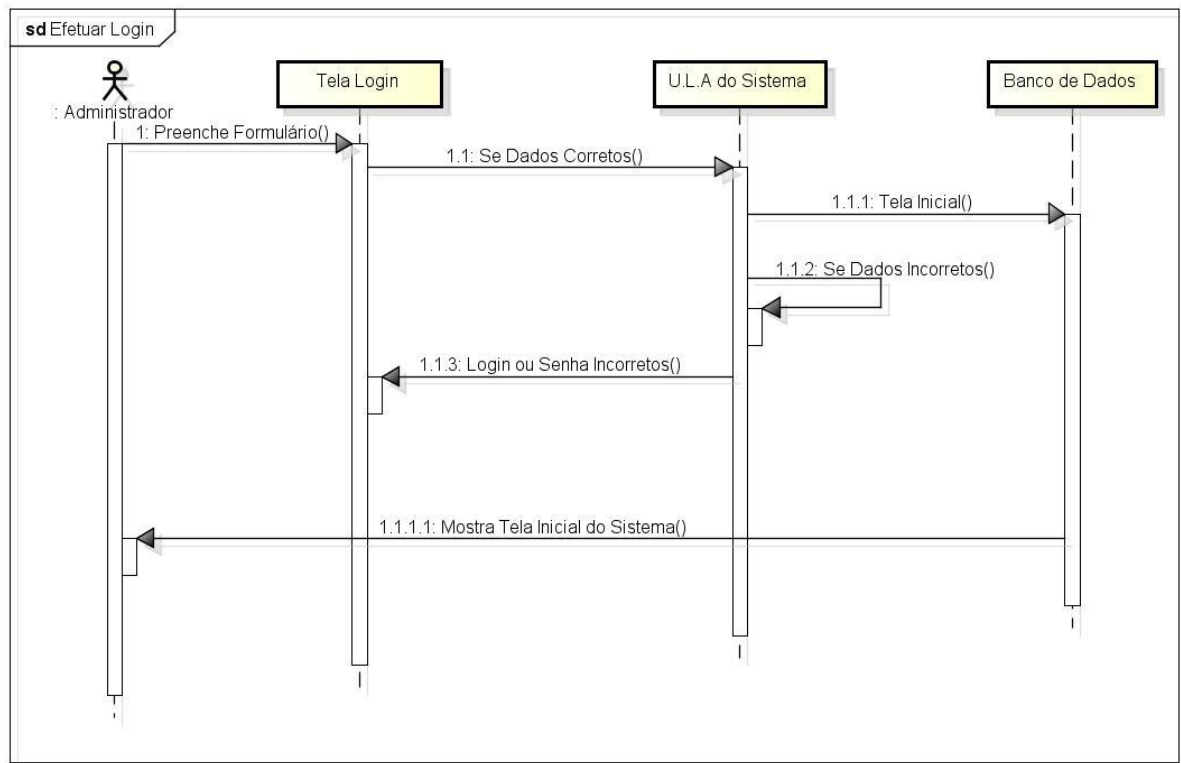 sd Efetuar Login
: Administrador
Tela Login
U.L.A do Sistema
Banco de Dados
1: Preenche Formulário()
1.1: Se Dados Corretos()
1.1.1: Tela Inicial()
1.1.2: Se Dados Incorretos()
1.1.3: Login ou Senha Incorretos()
1.1.1.1: Mostra Tela Inicial do Sistema()